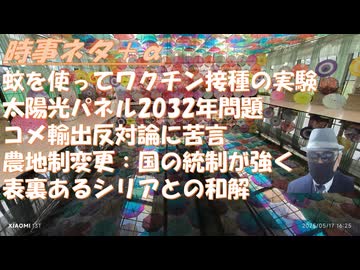 時事ネタ+α
蚊を使ってワクチン接種の実験
太陽光パネル2032年問題
コメ輸出反対論に苦言
農地制変更:国の統制が強く
表裏あるシリアとの和解
XIAOMI 13T
2025/05/17 16:25